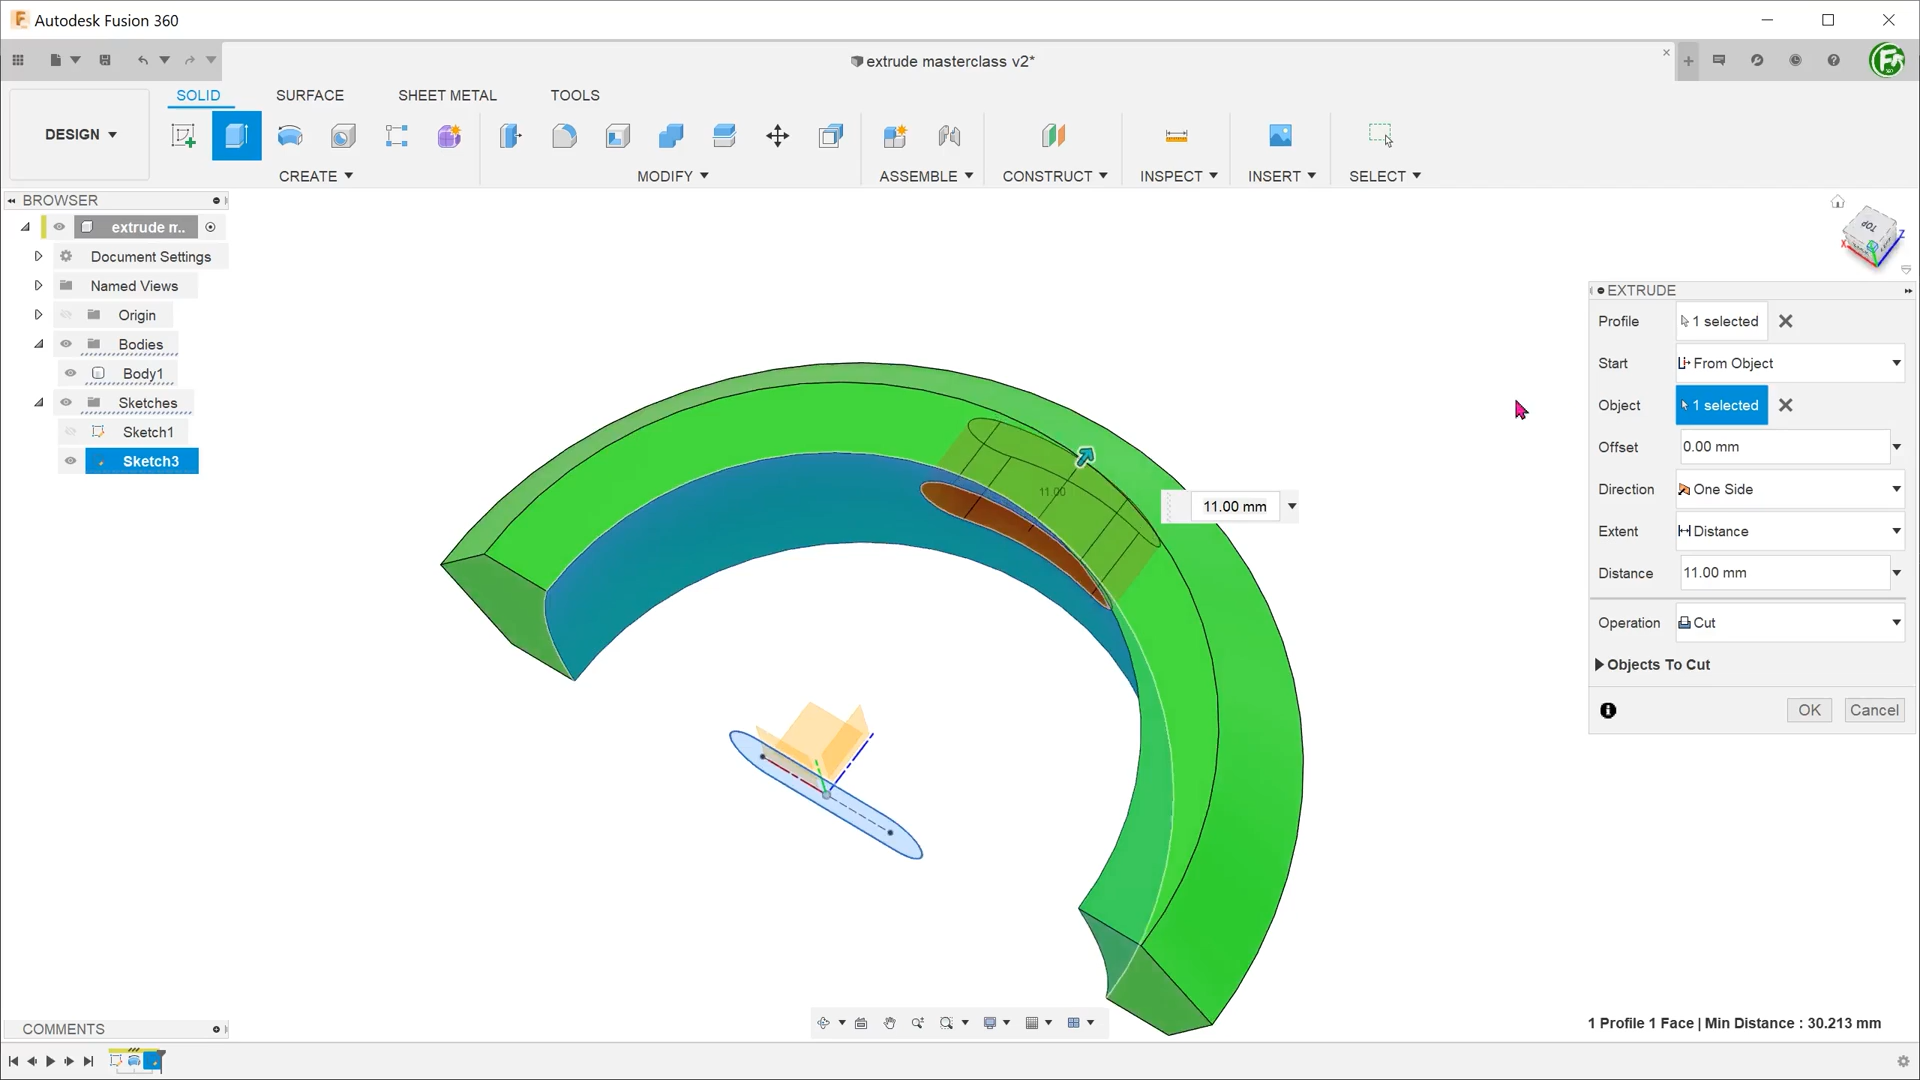 Autodesk Fusion 360
extrude masterclass v2*
SOLID
SURFACE
SHEET METAL
TOOLS
DESIGN
CREATE
MODIFY
ASSEMBLE
CONSTRUCT
INSPECT
INSERT
SELECT
BROWSER
extrude m..
Document Settings
Named Views
Origin
Bodies
Body1
Sketches
Sketch1
Sketch3
TOP
X
Z
EXTRUDE
Profile 1 selected
Start From Object
Object 1 selected
Offset 0.00 mm
Direction One Side
Extent Distance
Distance 11.00 mm
Operation Cut
Objects To Cut
OK Cancel
11.00
11.00 mm
COMMENTS
1 Profile 1 Face | Min Distance : 30.213 mm